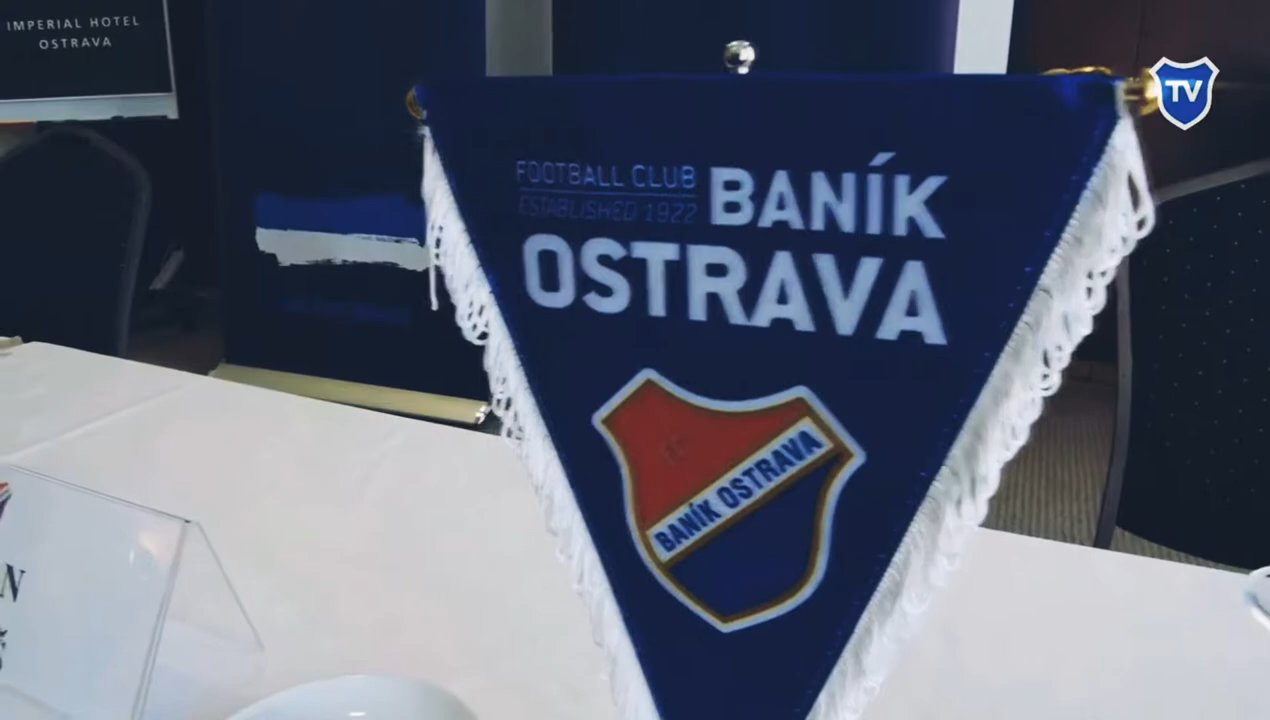 IMPERIAL HOTEL
OSTRAVA
TV
FOOTBALL CLUB
ESTABLISHED 1922
BANÍK
OSTRAVA
BANÍK OSTRAVA